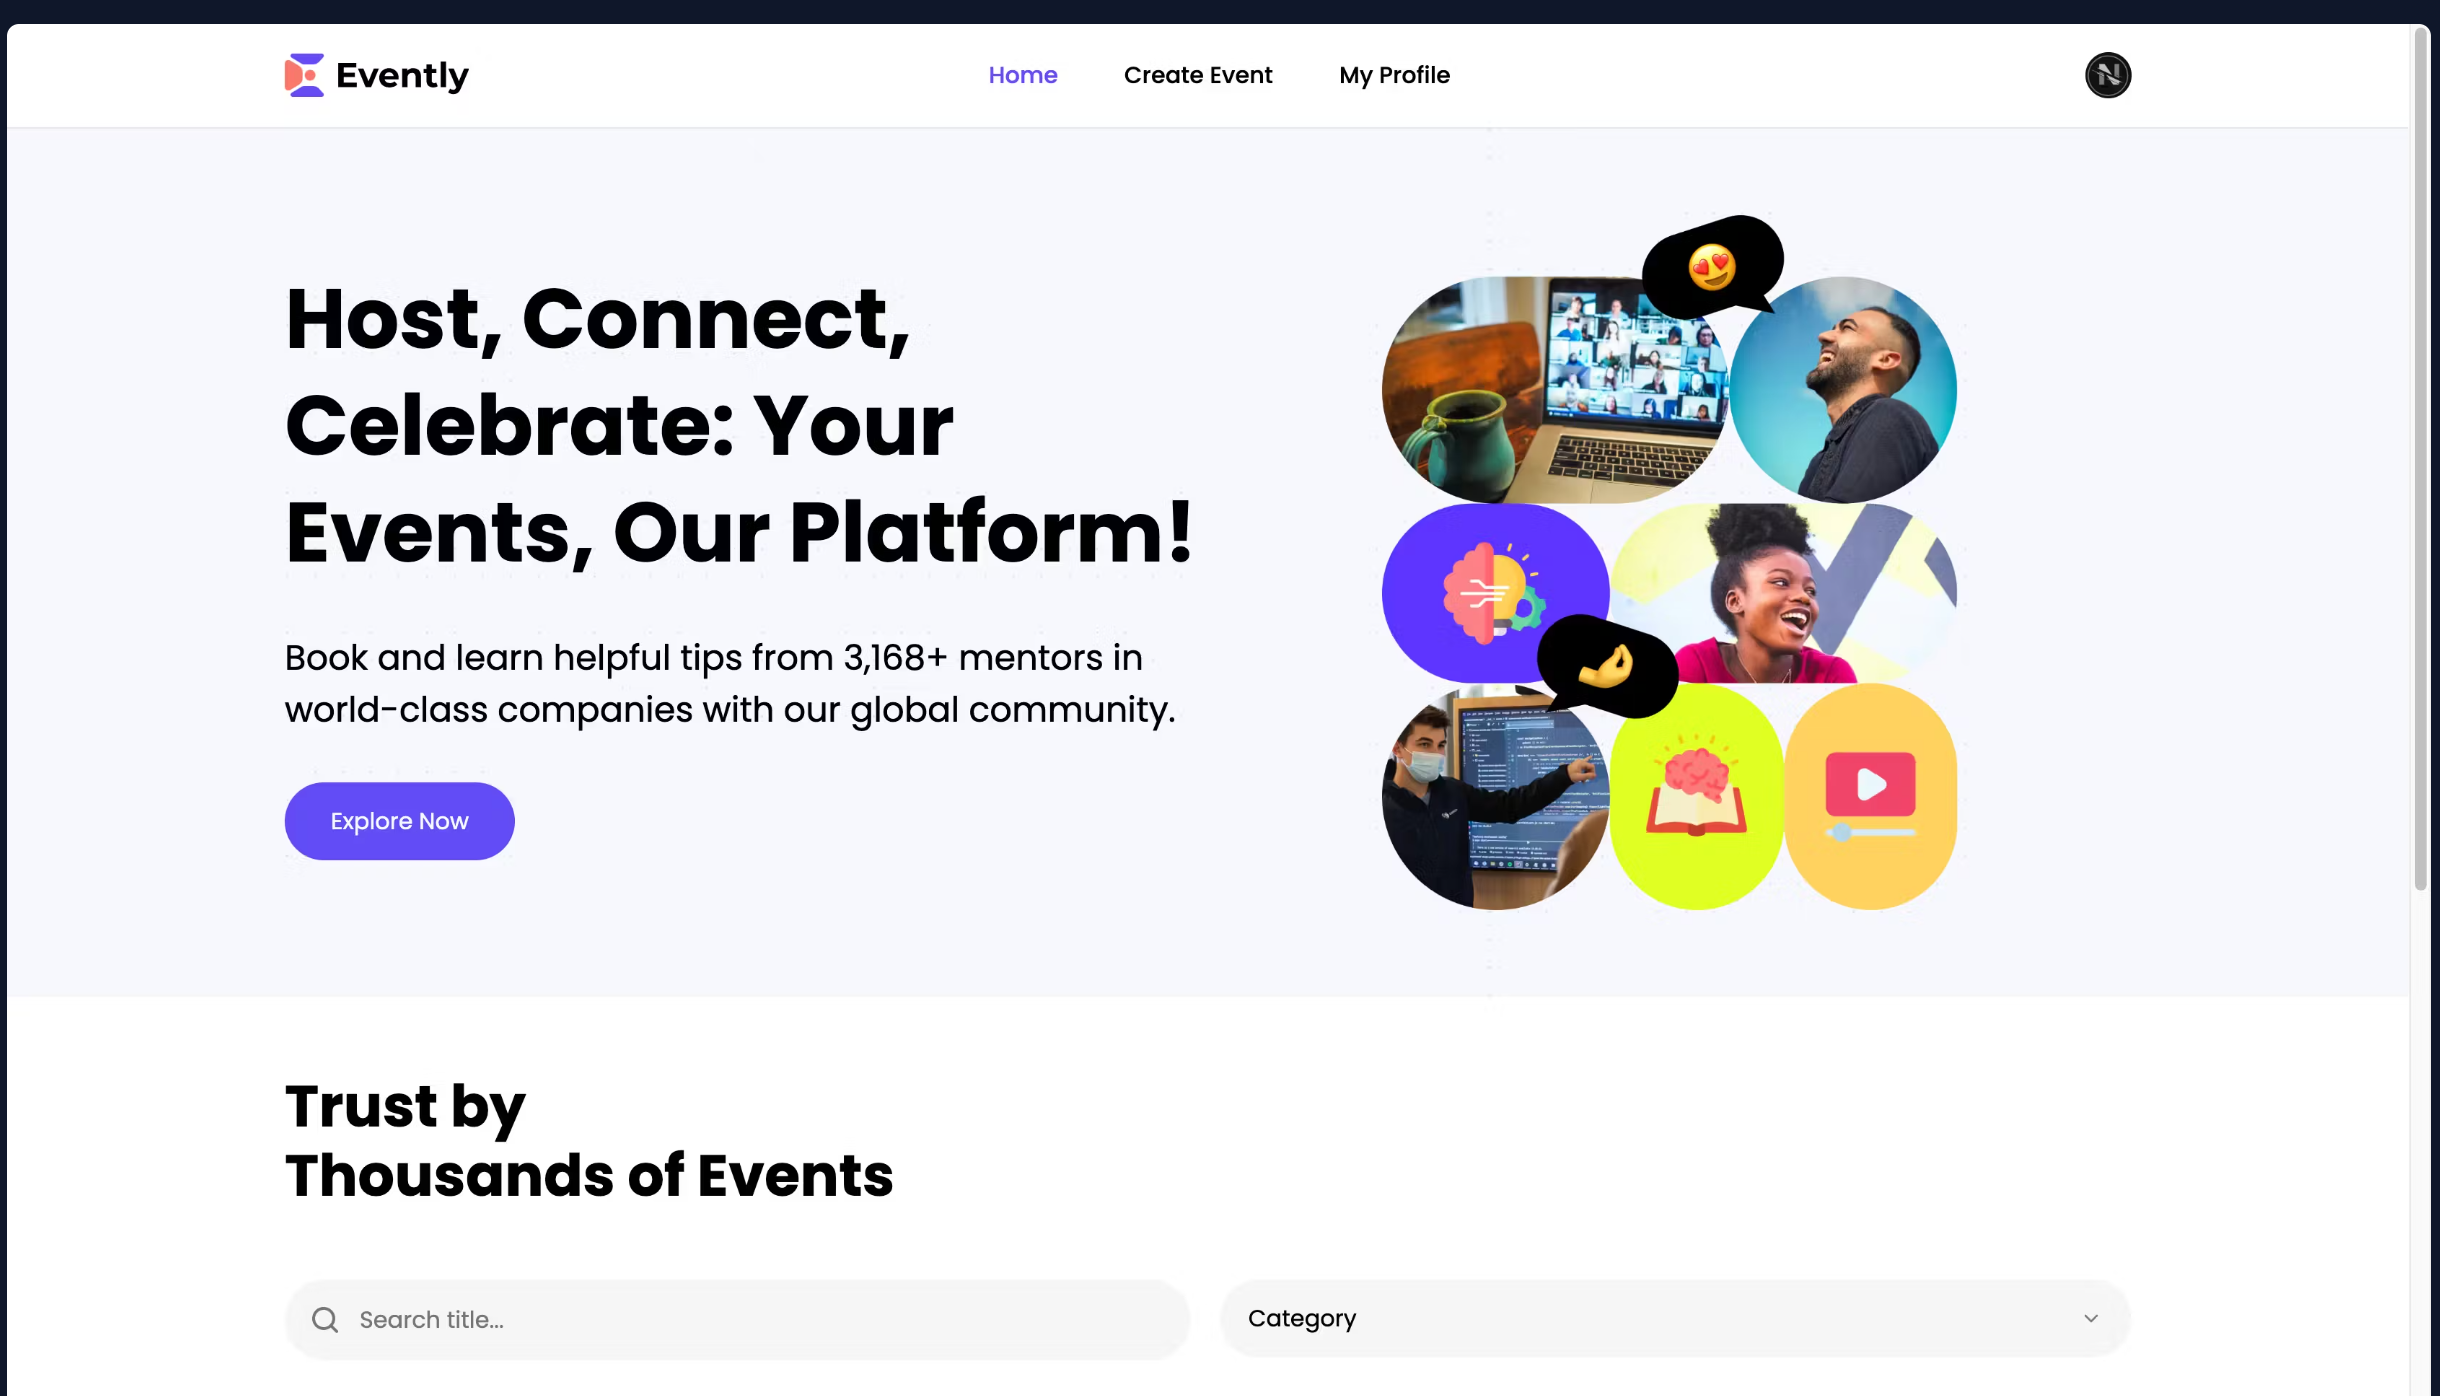 Evently
Home
Create Event
My Profile
Host, Connect,
Celebrate: Your
Events, Our Platform!
Book and learn helpful tips from 3,168+ mentors in
world-class companies with our global community.
Explore Now
Trust by
Thousands of Events
Search title...
Category